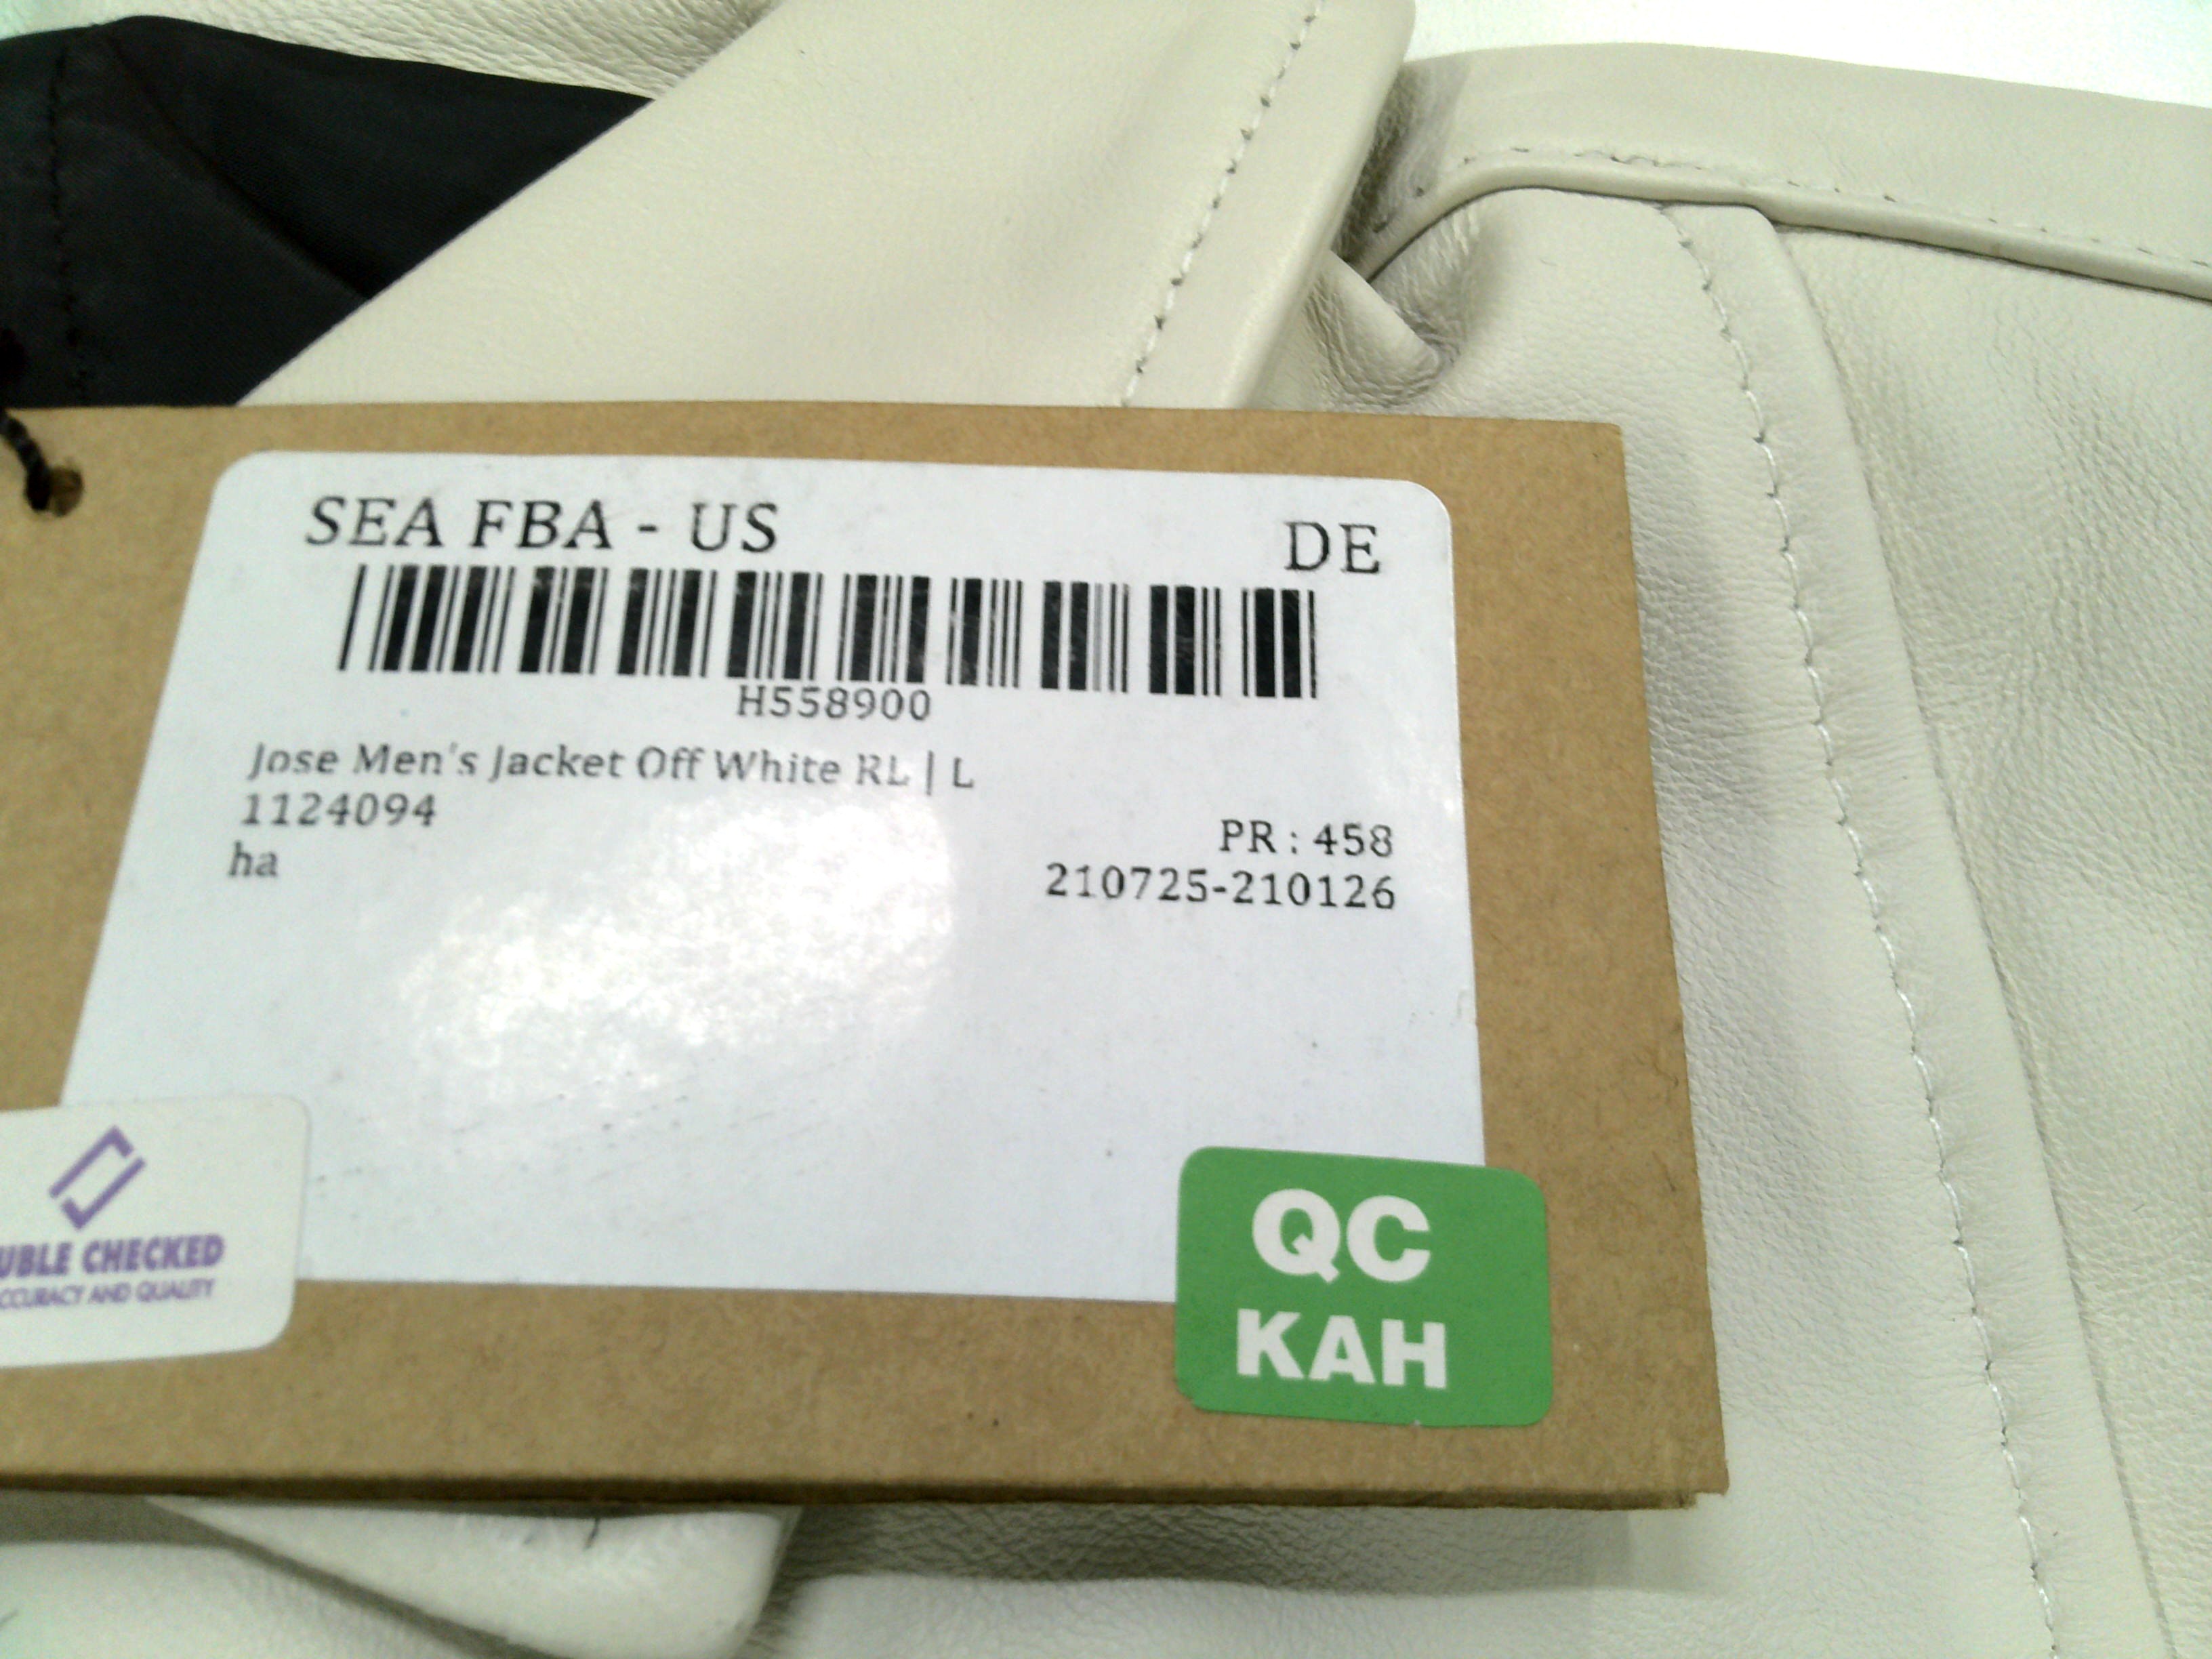 SEA FBA - US DE
H558900
Jose Men's Jacket Off White RL | L
1124094
PR : 458
ha
210725-210126
UBLE CHECKED
CCURACY AND QUALITY
QC
KAH